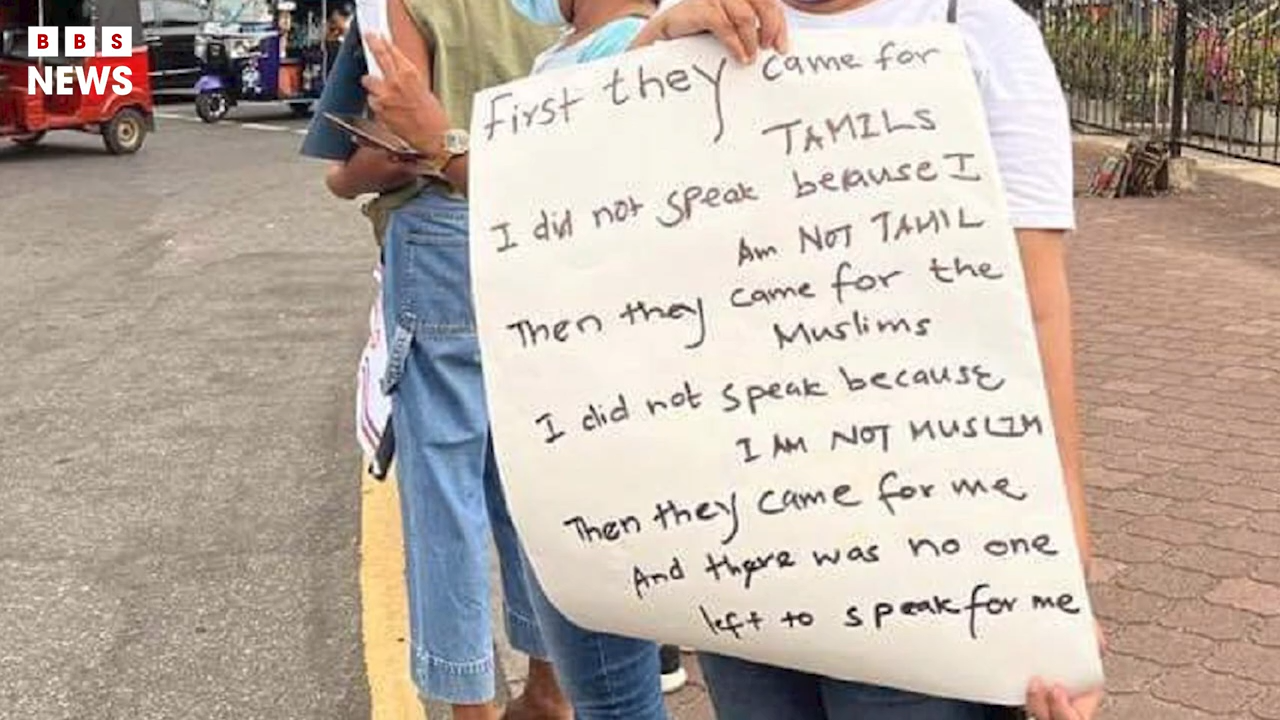 BBS
NEWS
First they came for
TAMILS
I did not speak because I
Am NOT TAMIL
Then they came for the
Muslims
I did not speak because
I AM NOT MUSLIM
Then they came for me
And there was no one
left to speak for me